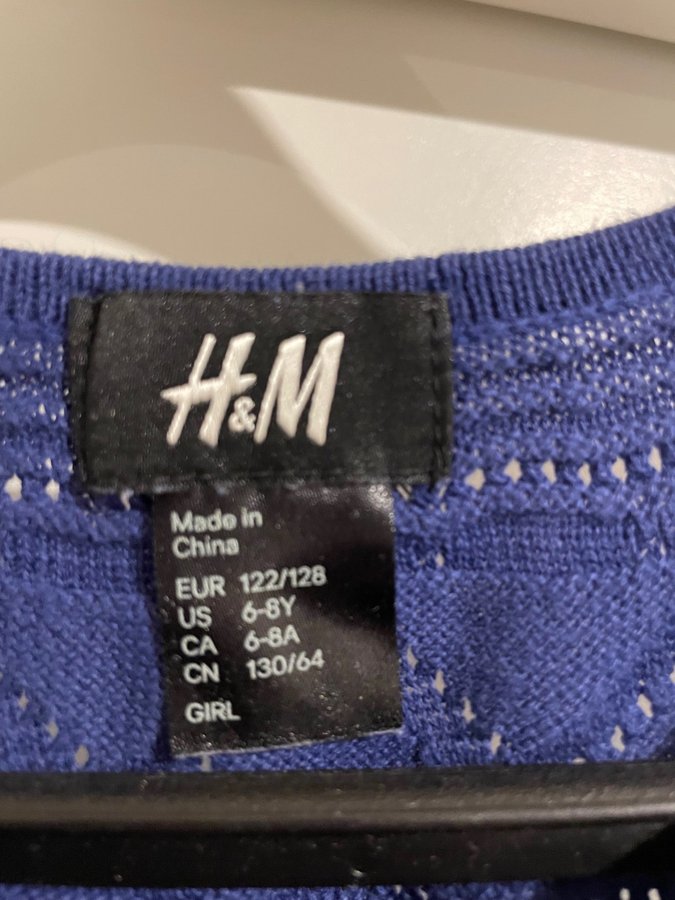 H&M
Made in
China
EUR 122/128
US 6-8Y
CA 6-8A
CN 130/64
GIRL